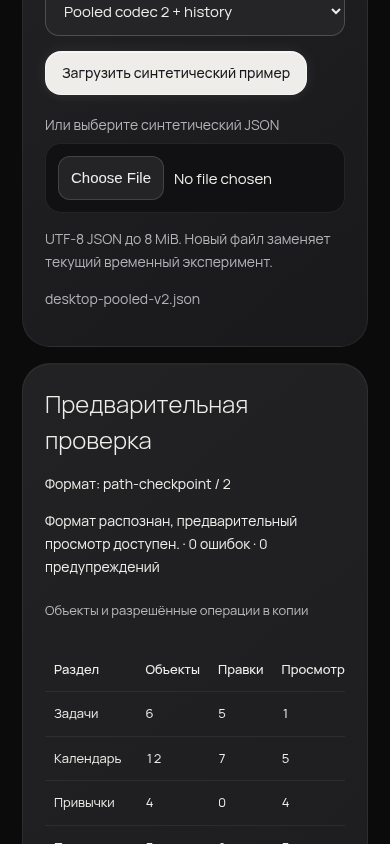 Pooled codec 2 + history
Загрузить синтетический пример
Или выберите синтетический JSON
Choose File No file chosen
UTF-8 JSON до 8 MiB. Новый файл заменяет
текущий временный эксперимент.
desktop-pooled-v2.json
Предварительная
проверка
Формат: path-checkpoint / 2
Формат распознан, предварительный
просмотр доступен. · 0 ошибок · 0
предупреждений
Объекты и разрешённые операции в копии
Раздел Объекты Правки Просмотр
Задачи 6 5 1
Календарь 12 7 5
Привычки 4 0 4